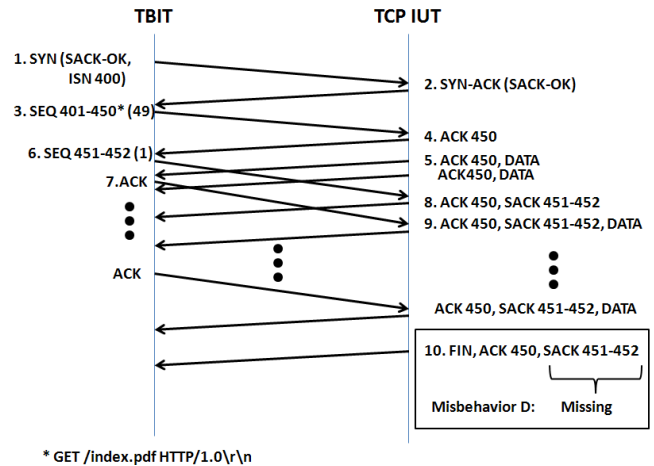 TBIT
TCP IUT
1. SYN (SACK-OK,
ISN 400)
2. SYN-ACK (SACK-OK)
3. SEQ 401-450* (49)
4. ACK 450
6. SEQ 451-452 (1)
5. ACK 450, DATA
ACK450, DATA
7. ACK
8. ACK 450, SACK 451-452
9. ACK 450, SACK 451-452, DATA
ACK
ACK 450, SACK 451-452, DATA
10. FIN, ACK 450, SACK 451-452
Misbehavior D: Missing
* GET /index.pdf HTTP/1.0\r\n